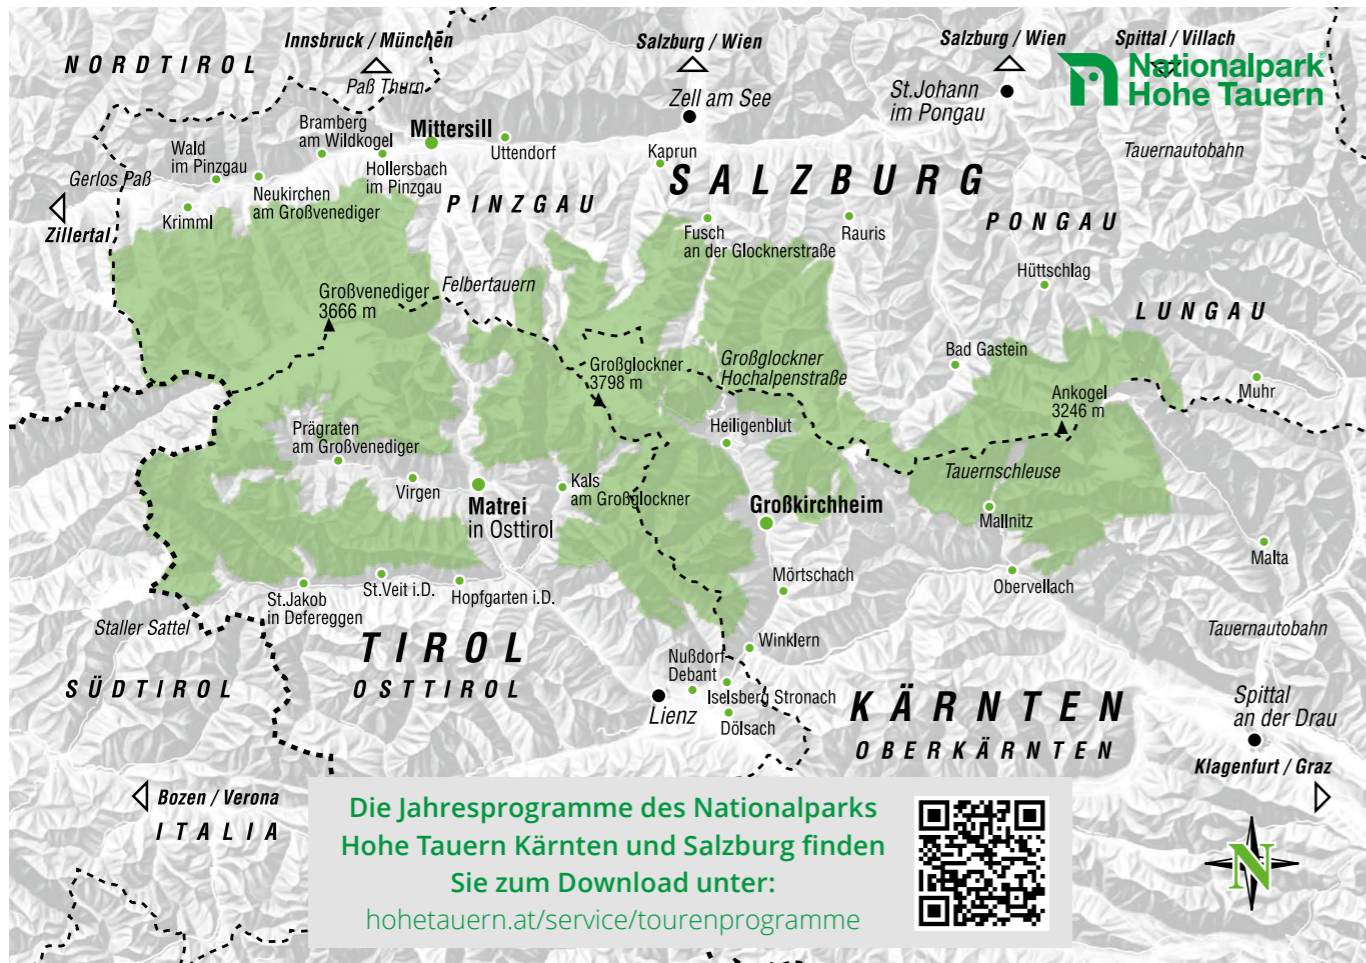 Innsbruck / München
Salzburg / Wien
Salzburg / Wien
Spittal / Villach
NORDTIROL
Paß Thurn
Zell am See
St.Johann
im Pongau
Nationalpark
Hohe Tauern
Bramberg
am Wildkogel
Mittersill
Uttendorf
Wald
im Pinzgau
Hollersbach
im Pinzgau
Kaprun
Tauernautobahn
Gerlos Paß
Neukirchen
am Großvenediger
PINZGAU
SALZBURG
Zillertal
Krimml
Fusch
an der Glocknerstraße
Rauris
PONGAU
Hüttschlag
Großvenediger
3666 m
Felbertauern
LUNGAU
Großglockner
3798 m
Großglockner
Hochalpenstraße
Bad Gastein
Ankogel
3246 m
Muhr
Prägraten
am Großvenediger
Heiligenblut
Tauernschleuse
Virgen
Matrei
in Osttirol
Kals
am Großglockner
Großkirchheim
Mallnitz
Malta
St.Jakob
in Defereggen
St.Veit i.D.
Hopfgarten i.D.
Mörtschach
Obervellach
Staller Sattel
TIROL
OSTTIROL
Winklern
Tauernautobahn
SÜDTIROL
Nußdorf-
Debant
Iselsberg Stronach
Lienz
Dölsach
KÄRNTEN
OBERKÄRNTEN
Spittal
an der Drau
Klagenfurt / Graz
Bozen / Verona
ITALIA
Die Jahresprogramme des Nationalparks
Hohe Tauern Kärnten und Salzburg finden
Sie zum Download unter:
hohetauern.at/service/tourenprogramme
N